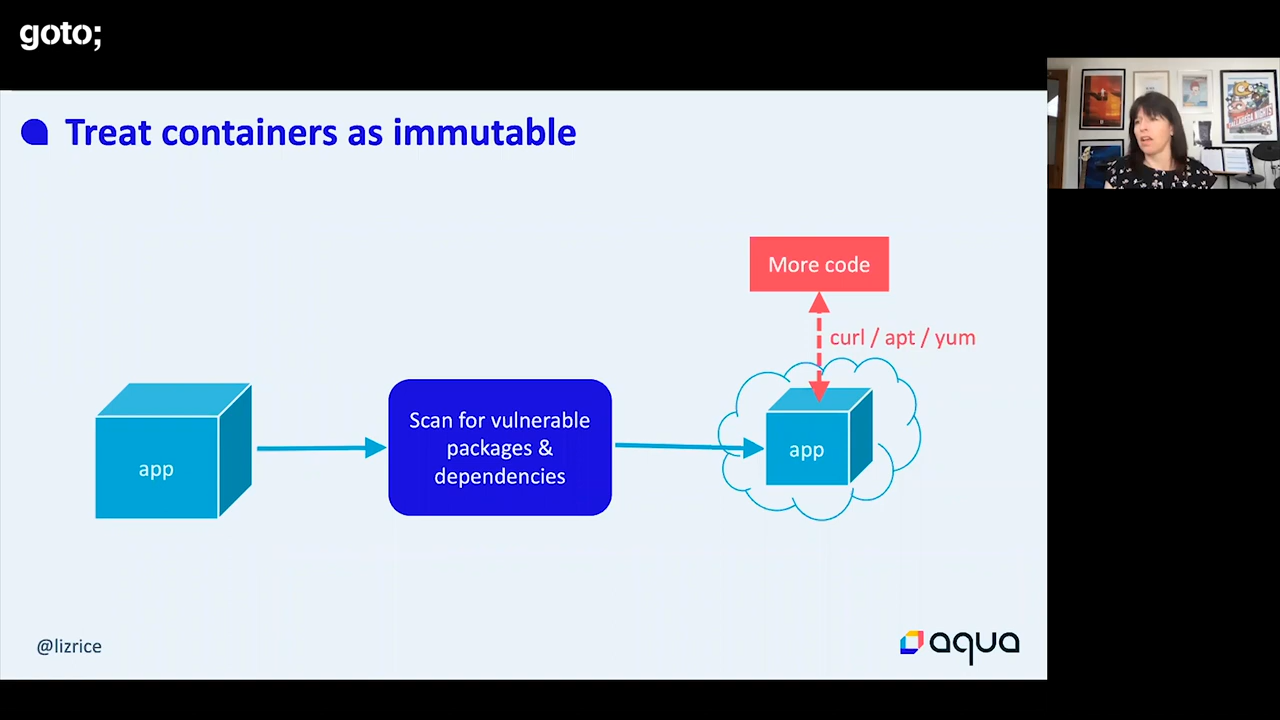 goto;
Treat containers as immutable
More code
curl / apt / yum
app
Scan for vulnerable
packages &
dependencies
app
@lizrice
aqua